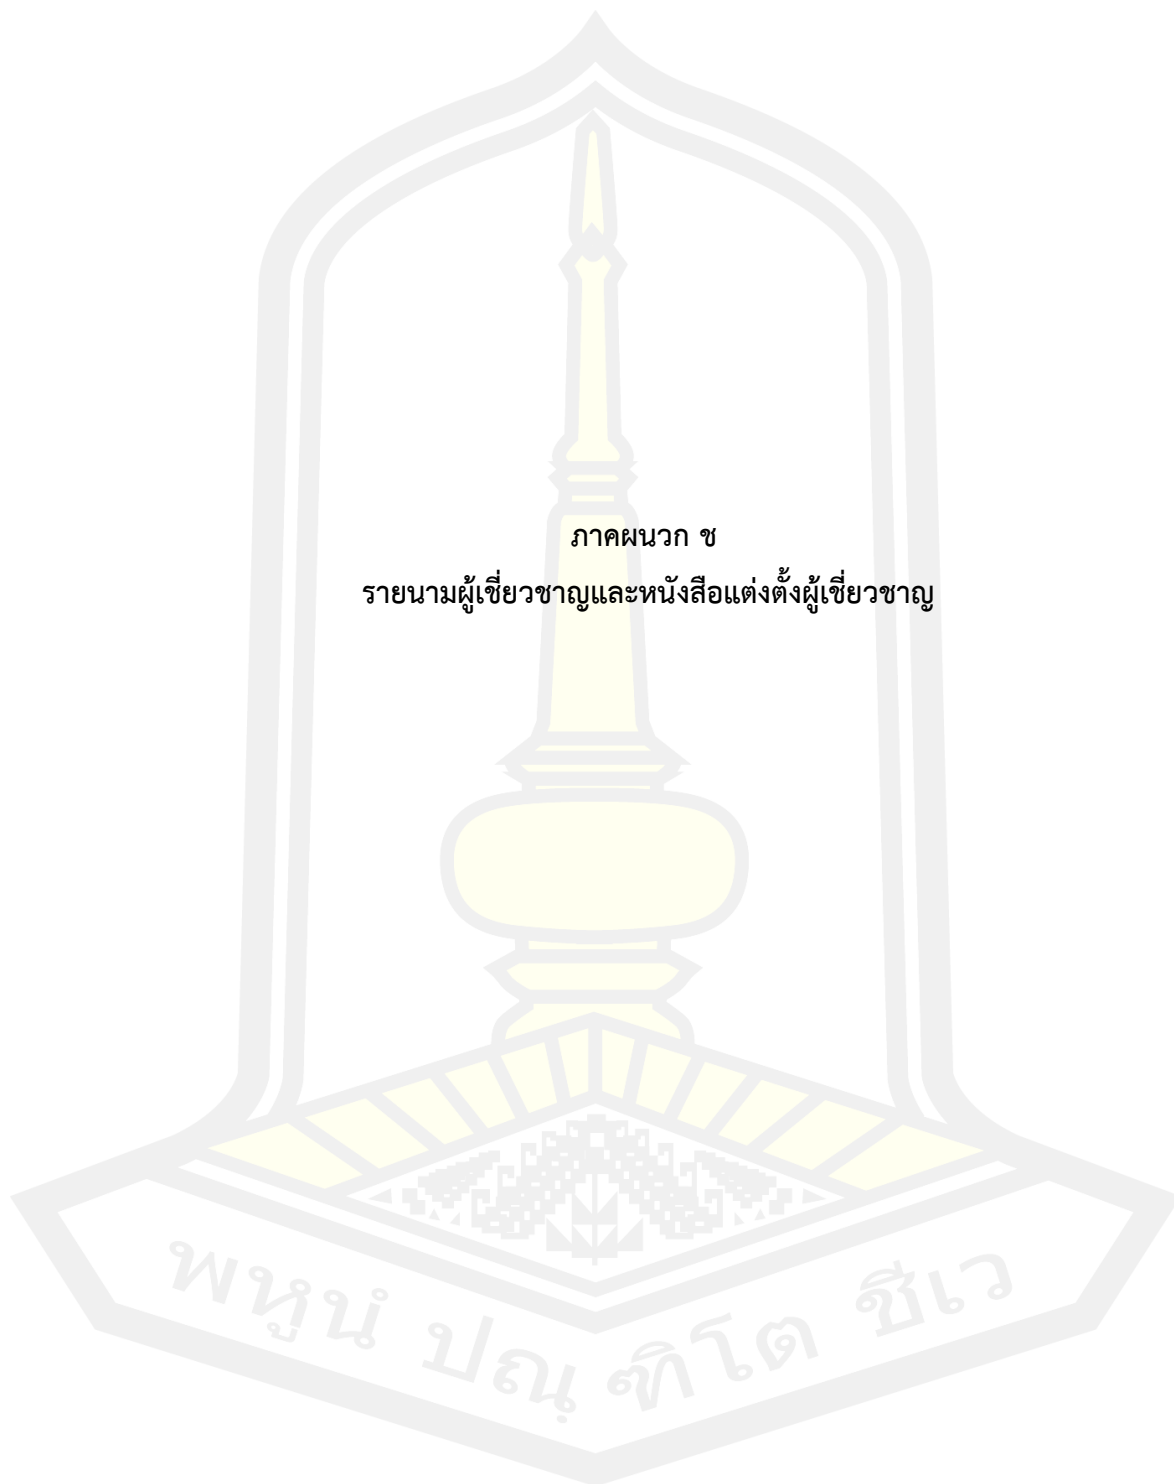 ภาคผนวก ช
รายนามผู้เชี่ยวชาญและหนังสือแต่งตั้งผู้เชี่ยวชาญ
พหูนํ ปณฺฑิโต ชีเว